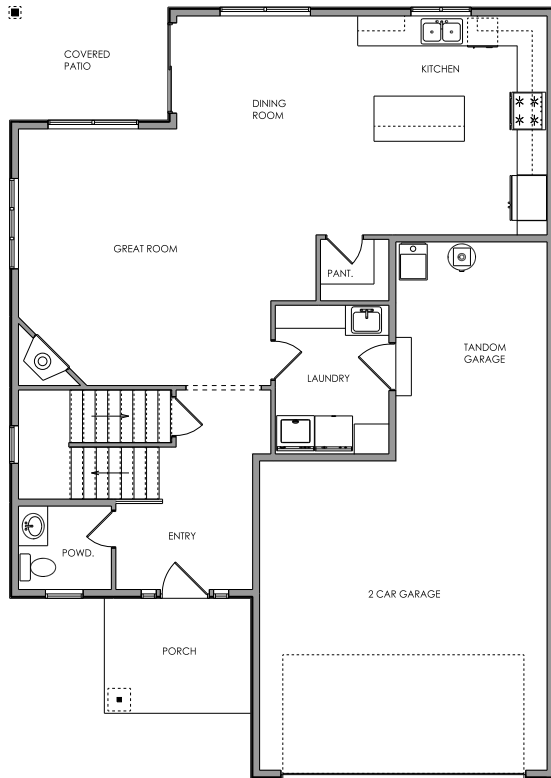 COVERED
PATIO
KITCHEN
DINING
ROOM
GREAT ROOM
PANT.
TANDOM
GARAGE
LAUNDRY
ENTRY
POWD.
2 CAR GARAGE
PORCH